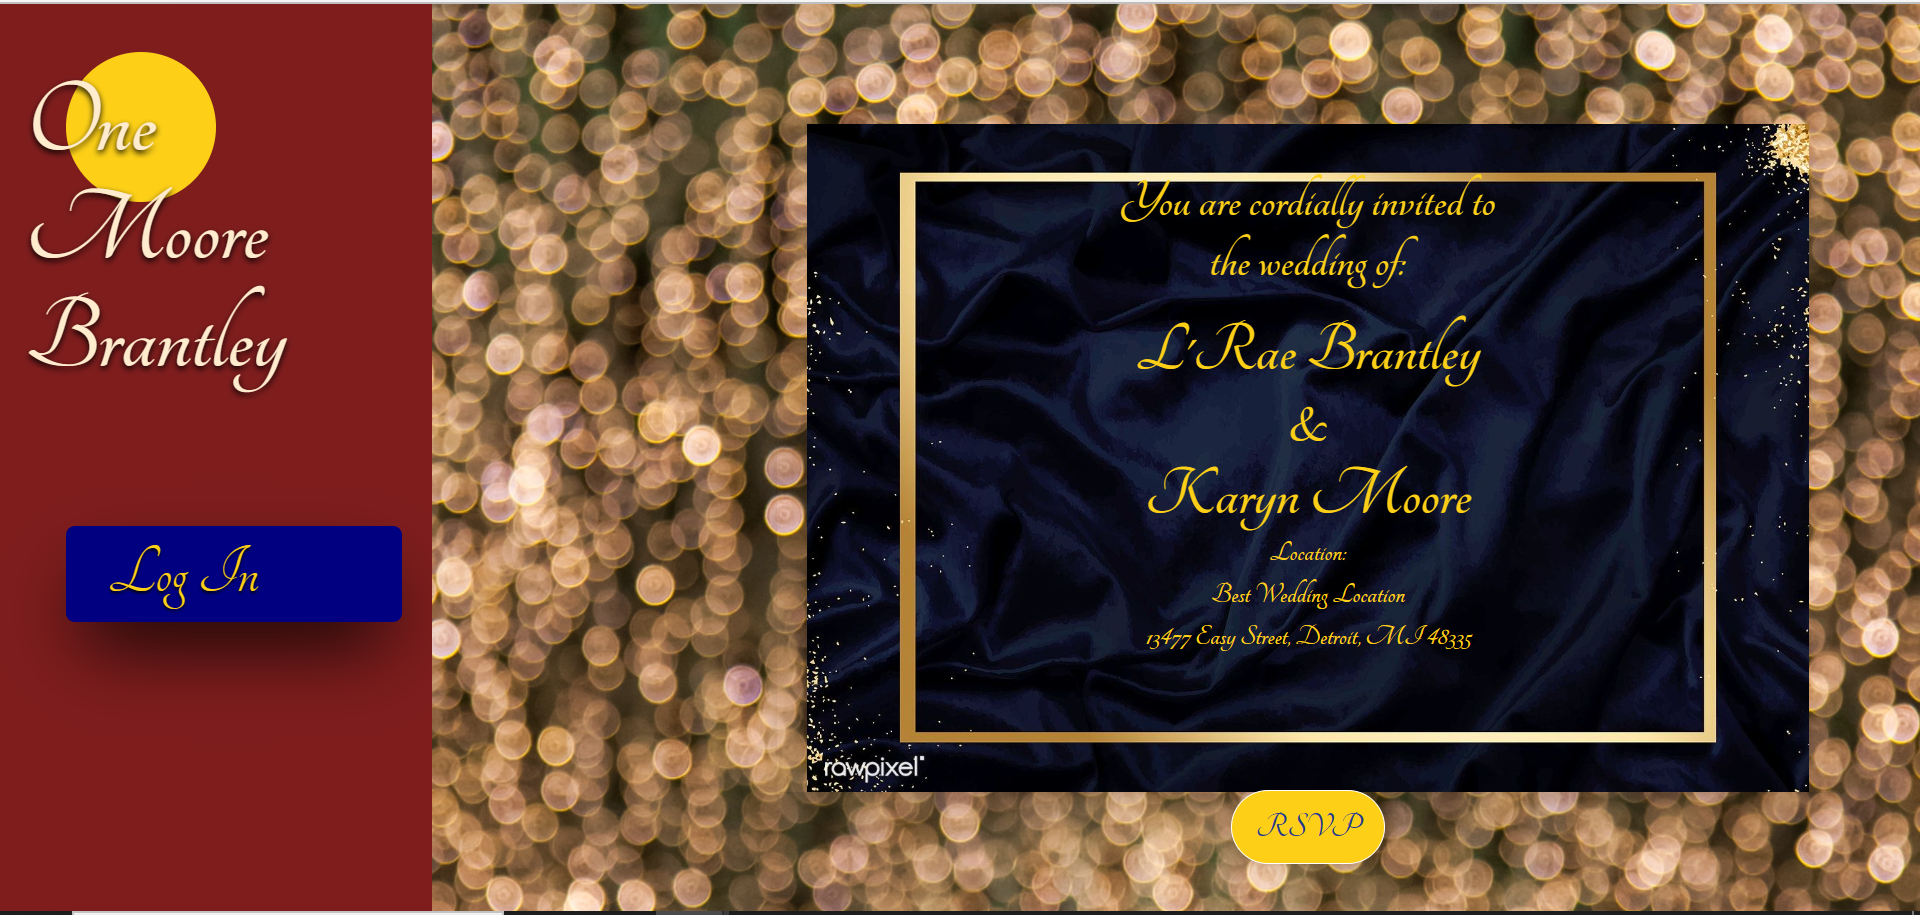 One
Moore
Brantley
Log In
You are cordially invited to
the wedding of:
L'Rae Brantley
&
Karyn Moore
Location:
Best Wedding Location
13477 Easy Street, Detroit, MI 48335
rawpixel
RSVP